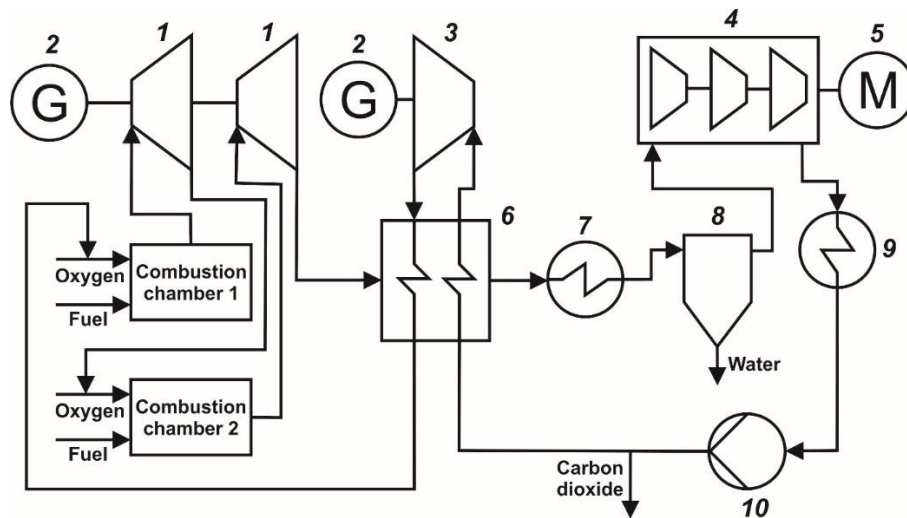 1
1
3
4
5
2
2
G
G
M
6
7
8
9
Oxygen
Combustion
chamber 1
Fuel
Water
Oxygen
Combustion
chamber 2
Fuel
Carbon
dioxide
10